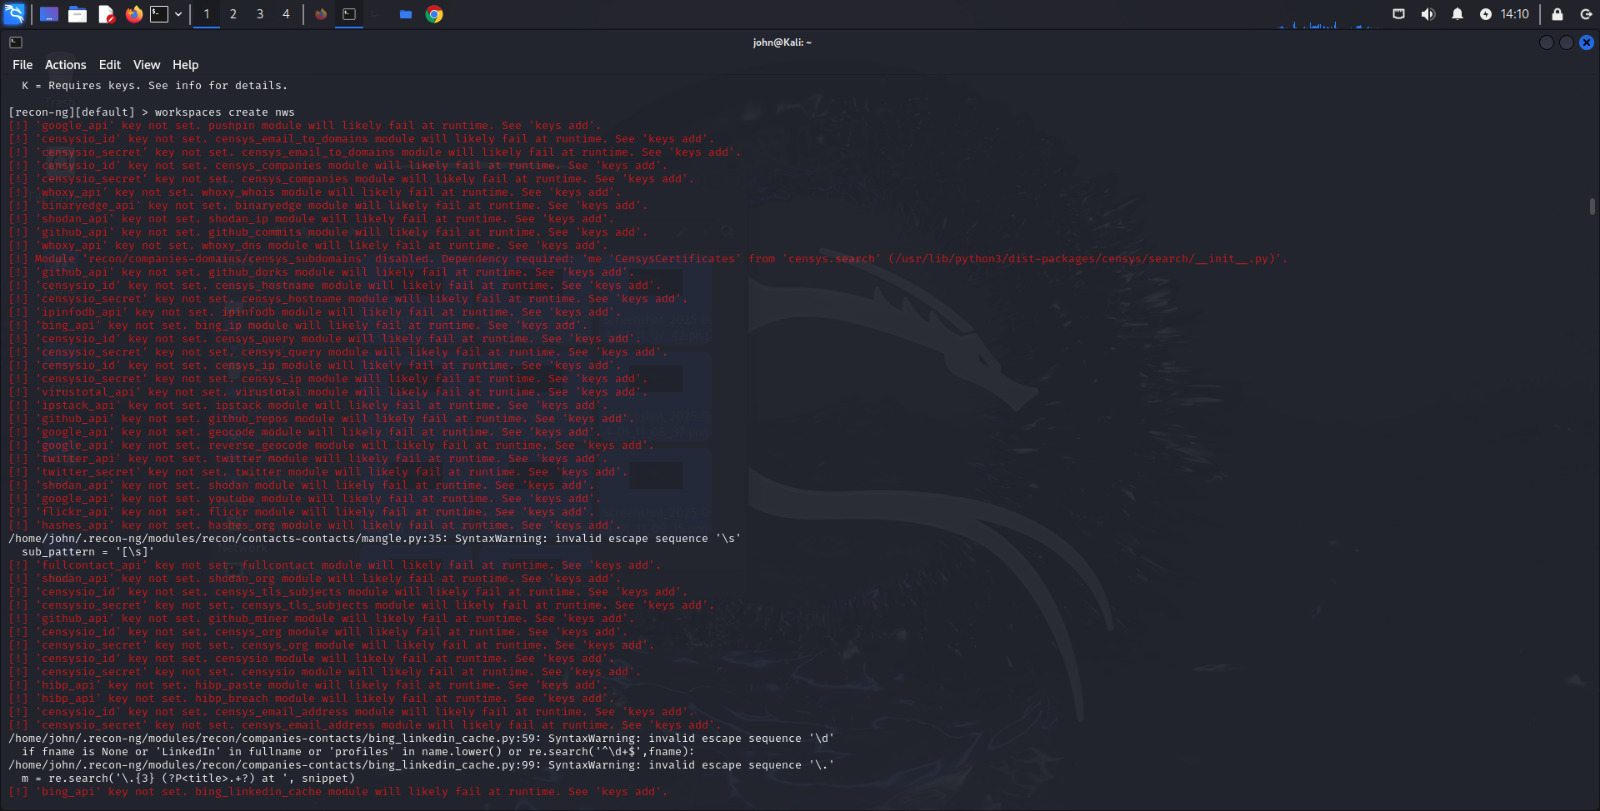 1 2 3 4
14:10
john@Kali: ~
File Actions Edit View Help
K = Requires keys. See info for details.
[recon-ng][default] > workspaces create nws
[!] 'google_api' key not set. pushpin module will likely fail at runtime. See 'keys add'.
[!] 'censysio_id' key not set. censys_email_to_domains module will likely fail at runtime. See 'keys add'.
[!] 'censysio_secret' key not set. censys_email_to_domains module will likely fail at runtime. See 'keys add'.
[!] 'censysio_id' key not set. censys_companies module will likely fail at runtime. See 'keys add'.
[!] 'censysio_secret' key not set. censys_companies module will likely fail at runtime. See 'keys add'.
[!] 'whoxy_api' key not set. whoxy_whois module will likely fail at runtime. See 'keys add'.
[!] 'binaryedge_api' key not set. binaryedge module will likely fail at runtime. See 'keys add'.
[!] 'shodan_api' key not set. shodan_ip module will likely fail at runtime. See 'keys add'.
[!] 'github_api' key not set. github_commits module will likely fail at runtime. See 'keys add'.
[!] 'whoxy_api' key not set. whoxy_dns module will likely fail at runtime. See 'keys add'.
[!] Module 'recon/companies-domains/censys_subdomains' disabled. Dependency required: 'me 'CensysCertificates' from 'censys.search' (/usr/lib/python3/dist-packages/censys/search/__init__.py)'.
[!] 'github_api' key not set. github_dorks module will likely fail at runtime. See 'keys add'.
[!] 'censysio_id' key not set. censys_hostname module will likely fail at runtime. See 'keys add'.
[!] 'censysio_secret' key not set. censys_hostname module will likely fail at runtime. See 'keys add'.
[!] 'ipinfodb_api' key not set. ipinfodb module will likely fail at runtime. See 'keys add'.
[!] 'bing_api' key not set. bing_ip module will likely fail at runtime. See 'keys add'.
[!] 'censysio_id' key not set. censys_query module will likely fail at runtime. See 'keys add'.
[!] 'censysio_secret' key not set. censys_query module will likely fail at runtime. See 'keys add'.
[!] 'censysio_id' key not set. censys_ip module will likely fail at runtime. See 'keys add'.
[!] 'censysio_secret' key not set. censys_ip module will likely fail at runtime. See 'keys add'.
[!] 'virustotal_api' key not set. virustotal module will likely fail at runtime. See 'keys add'.
[!] 'ipstack_api' key not set. ipstack module will likely fail at runtime. See 'keys add'.
[!] 'github_api' key not set. github_repos module will likely fail at runtime. See 'keys add'.
[!] 'google_api' key not set. geocode module will likely fail at runtime. See 'keys add'.
[!] 'google_api' key not set. reverse_geocode module will likely fail at runtime. See 'keys add'.
[!] 'twitter_api' key not set. twitter module will likely fail at runtime. See 'keys add'.
[!] 'twitter_secret' key not set. twitter module will likely fail at runtime. See 'keys add'.
[!] 'shodan_api' key not set. shodan module will likely fail at runtime. See 'keys add'.
[!] 'google_api' key not set. youtube module will likely fail at runtime. See 'keys add'.
[!] 'flickr_api' key not set. flickr module will likely fail at runtime. See 'keys add'.
[!] 'hashes_api' key not set. hashes_org module will likely fail at runtime. See 'keys add'.
/home/john/.recon-ng/modules/recon/contacts-contacts/mangle.py:35: SyntaxWarning: invalid escape sequence '\s'
sub_pattern = '[\s]'
[!] 'fullcontact_api' key not set. fullcontact module will likely fail at runtime. See 'keys add'.
[!] 'shodan_api' key not set. shodan_org module will likely fail at runtime. See 'keys add'.
[!] 'censysio_id' key not set. censys_tls_subjects module will likely fail at runtime. See 'keys add'.
[!] 'censysio_secret' key not set. censys_tls_subjects module will likely fail at runtime. See 'keys add'.
[!] 'github_api' key not set. github_miner module will likely fail at runtime. See 'keys add'.
[!] 'censysio_id' key not set. censys_org module will likely fail at runtime. See 'keys add'.
[!] 'censysio_secret' key not set. censys_org module will likely fail at runtime. See 'keys add'.
[!] 'censysio_id' key not set. censysio module will likely fail at runtime. See 'keys add'.
[!] 'censysio_secret' key not set. censysio module will likely fail at runtime. See 'keys add'.
[!] 'hibp_api' key not set. hibp_paste module will likely fail at runtime. See 'keys add'.
[!] 'hibp_api' key not set. hibp_breach module will likely fail at runtime. See 'keys add'.
[!] 'censysio_id' key not set. censys_email_address module will likely fail at runtime. See 'keys add'.
[!] 'censysio_secret' key not set. censys_email_address module will likely fail at runtime. See 'keys add'.
/home/john/.recon-ng/modules/recon/companies-contacts/bing_linkedin_cache.py:59: SyntaxWarning: invalid escape sequence '\d'
if fname is None or 'LinkedIn' in fullname or 'profiles' in name.lower() or re.search('^\d+$',fname):
/home/john/.recon-ng/modules/recon/companies-contacts/bing_linkedin_cache.py:99: SyntaxWarning: invalid escape sequence '\.'
m = re.search('\.{3} (?P<title>.+?) at ', snippet)
[!] 'bing_api' key not set. bing_linkedin_cache module will likely fail at runtime. See 'keys add'.